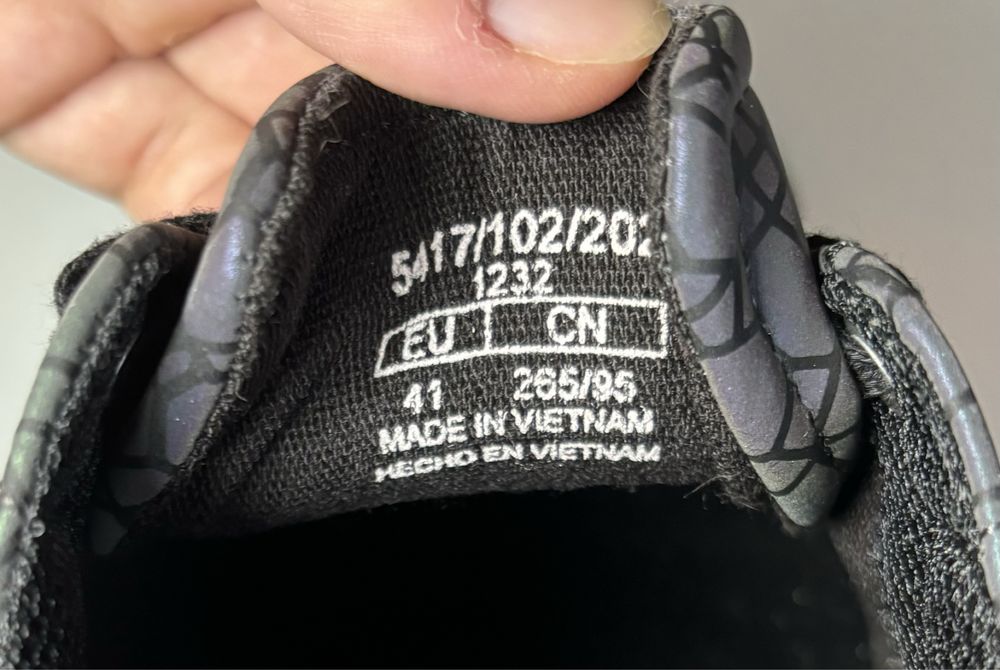 5417/102/202
1232
EU CN
41 265/95
MADE IN VIETNAM
HECHO EN VIETNAM